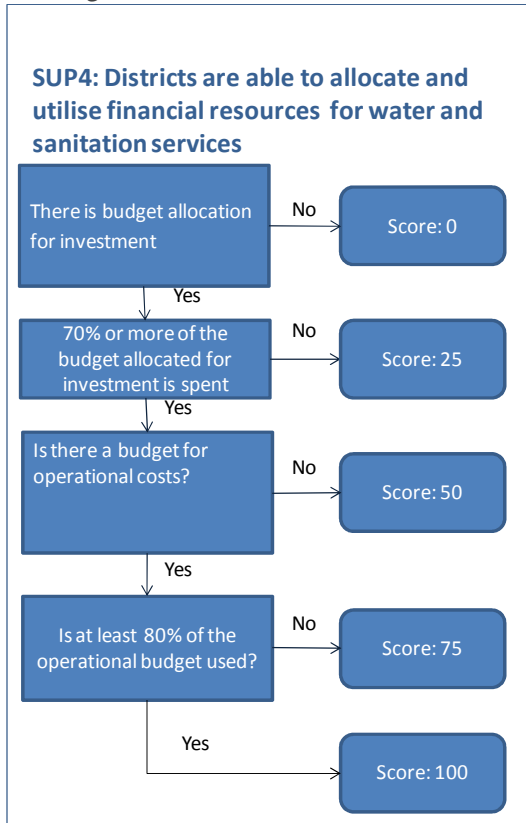 SUP4: Districts are able to allocate and
utilise financial resources for water and
sanitation services
There is budget allocation
for investment
No
Score: 0
Yes
70% or more of the
budget allocated for
investment is spent
No
Score: 25
Yes
Is there a budget for
operational costs?
No
Score: 50
Yes
Is at least 80% of the
operational budget used?
No
Score: 75
Yes
Score: 100